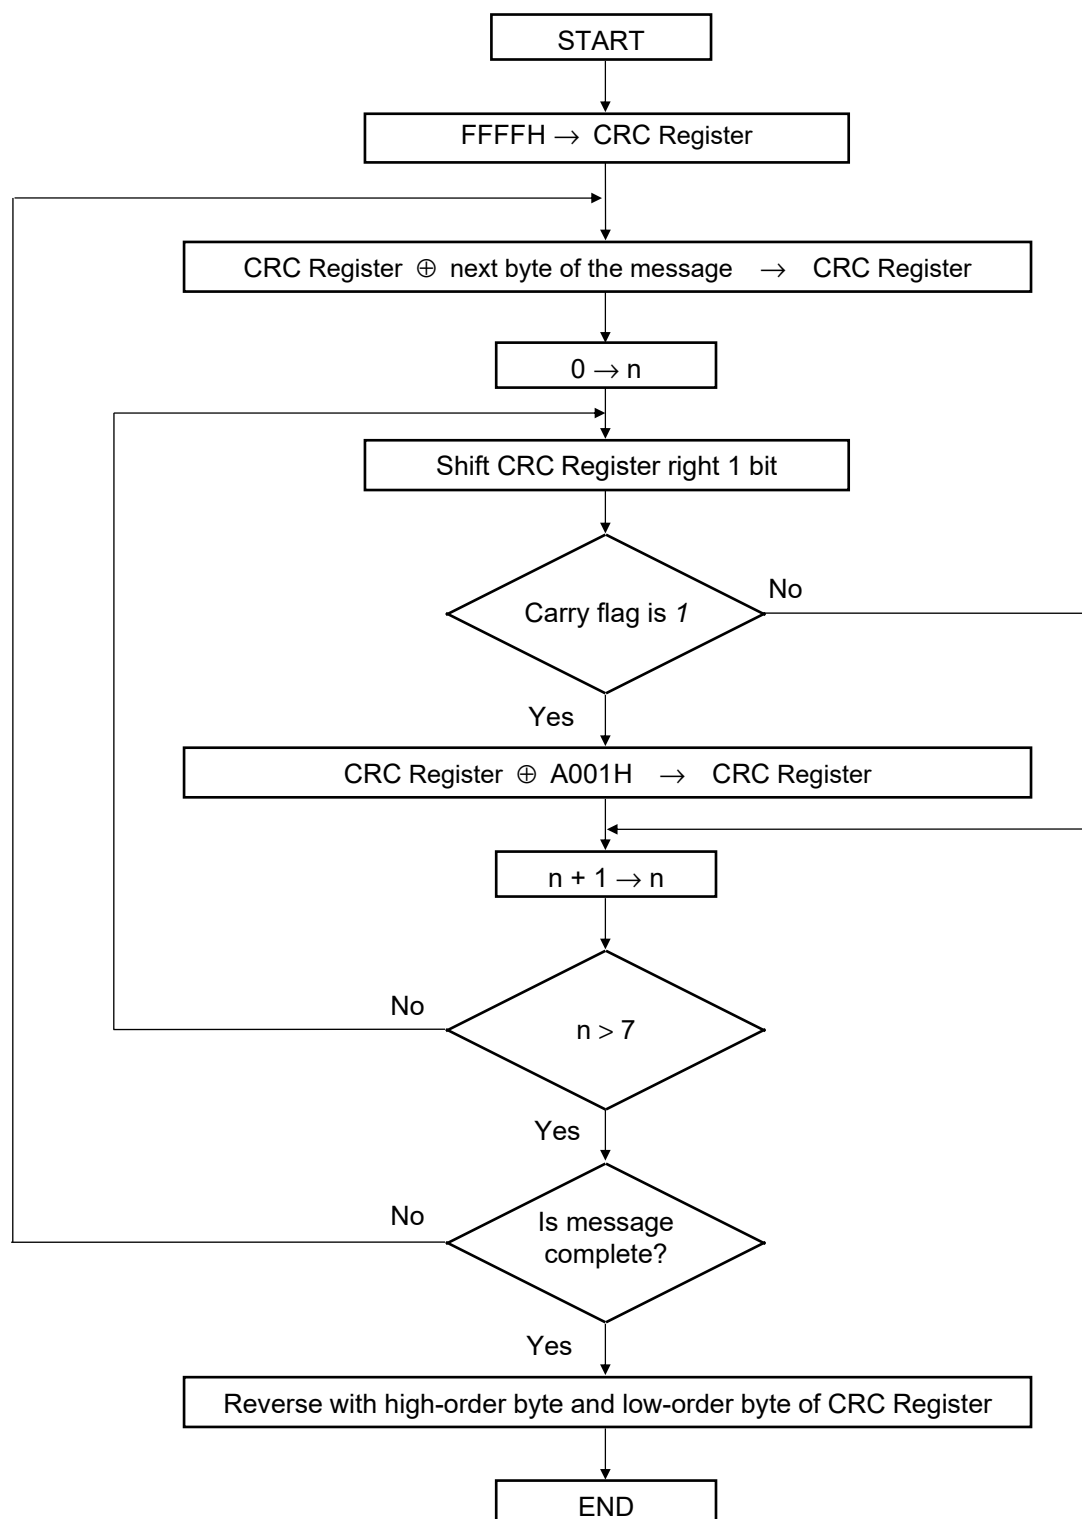 START
FFFFH → CRC Register
CRC Register ⊕ next byte of the message → CRC Register
0 → n
Shift CRC Register right 1 bit
No
Carry flag is 1
Yes
CRC Register ⊕ A001H → CRC Register
n + 1 → n
No
n > 7
Yes
No
Is message
complete?
Yes
Reverse with high-order byte and low-order byte of CRC Register
END